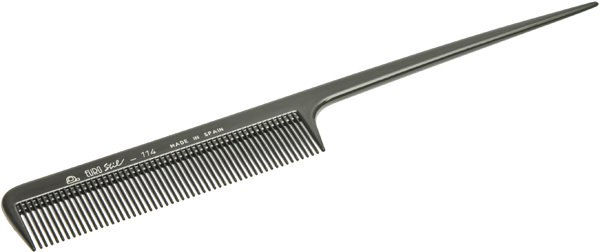 EURO Stil – 114 MADE IN SPAIN